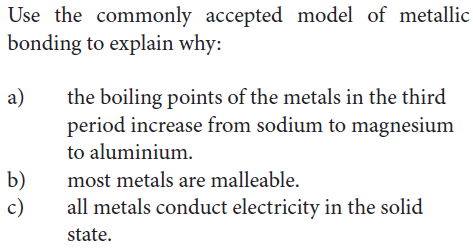 Use the commonly accepted model of metallic
bonding to explain why:
a) the boiling points of the metals in the third
period increase from sodium to magnesium
to aluminium.
b) most metals are malleable.
c) all metals conduct electricity in the solid
state.